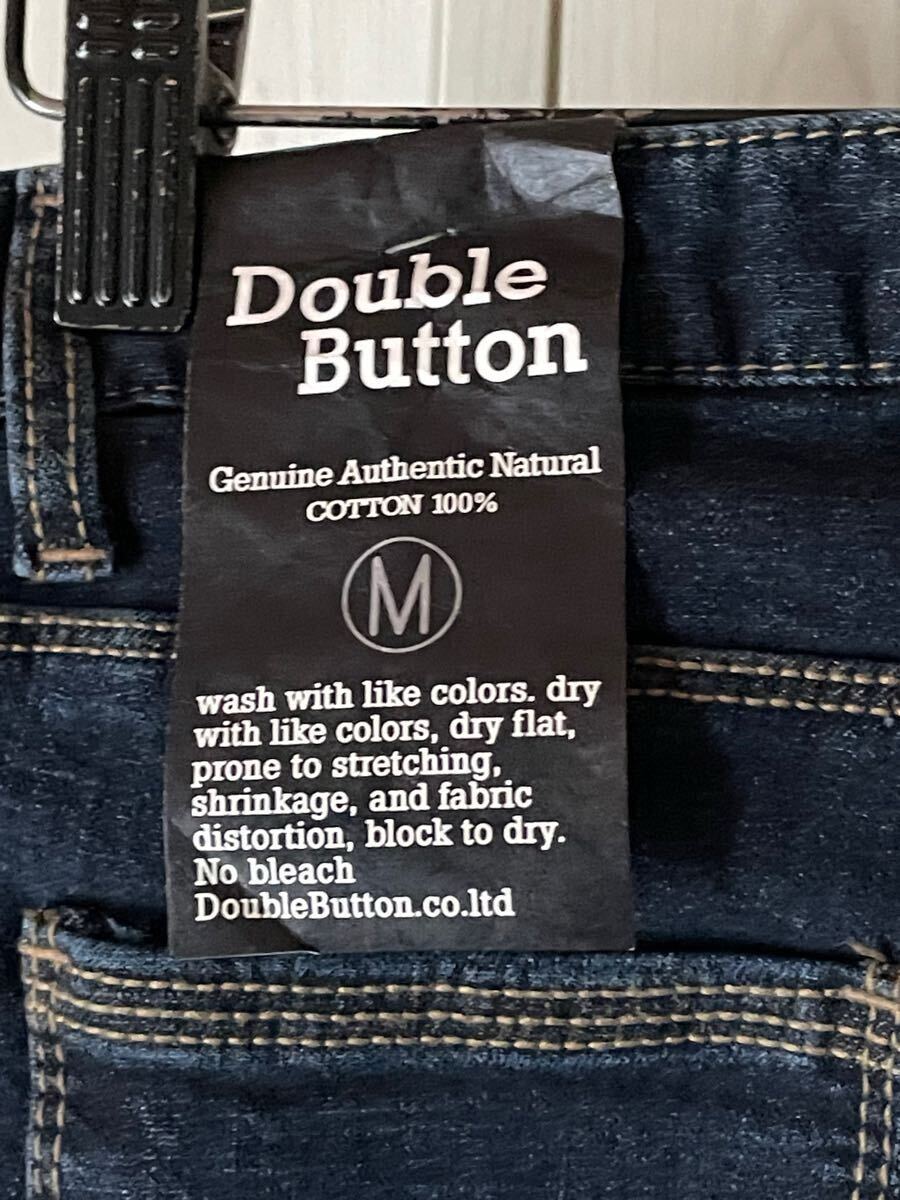 Double
Button
Genuine Authentic Natural
COTTON 100%
M
wash with like colors. dry
with like colors, dry flat,
prone to stretching,
shrinkage, and fabric
distortion, block to dry.
No bleach
DoubleButton.co.ltd